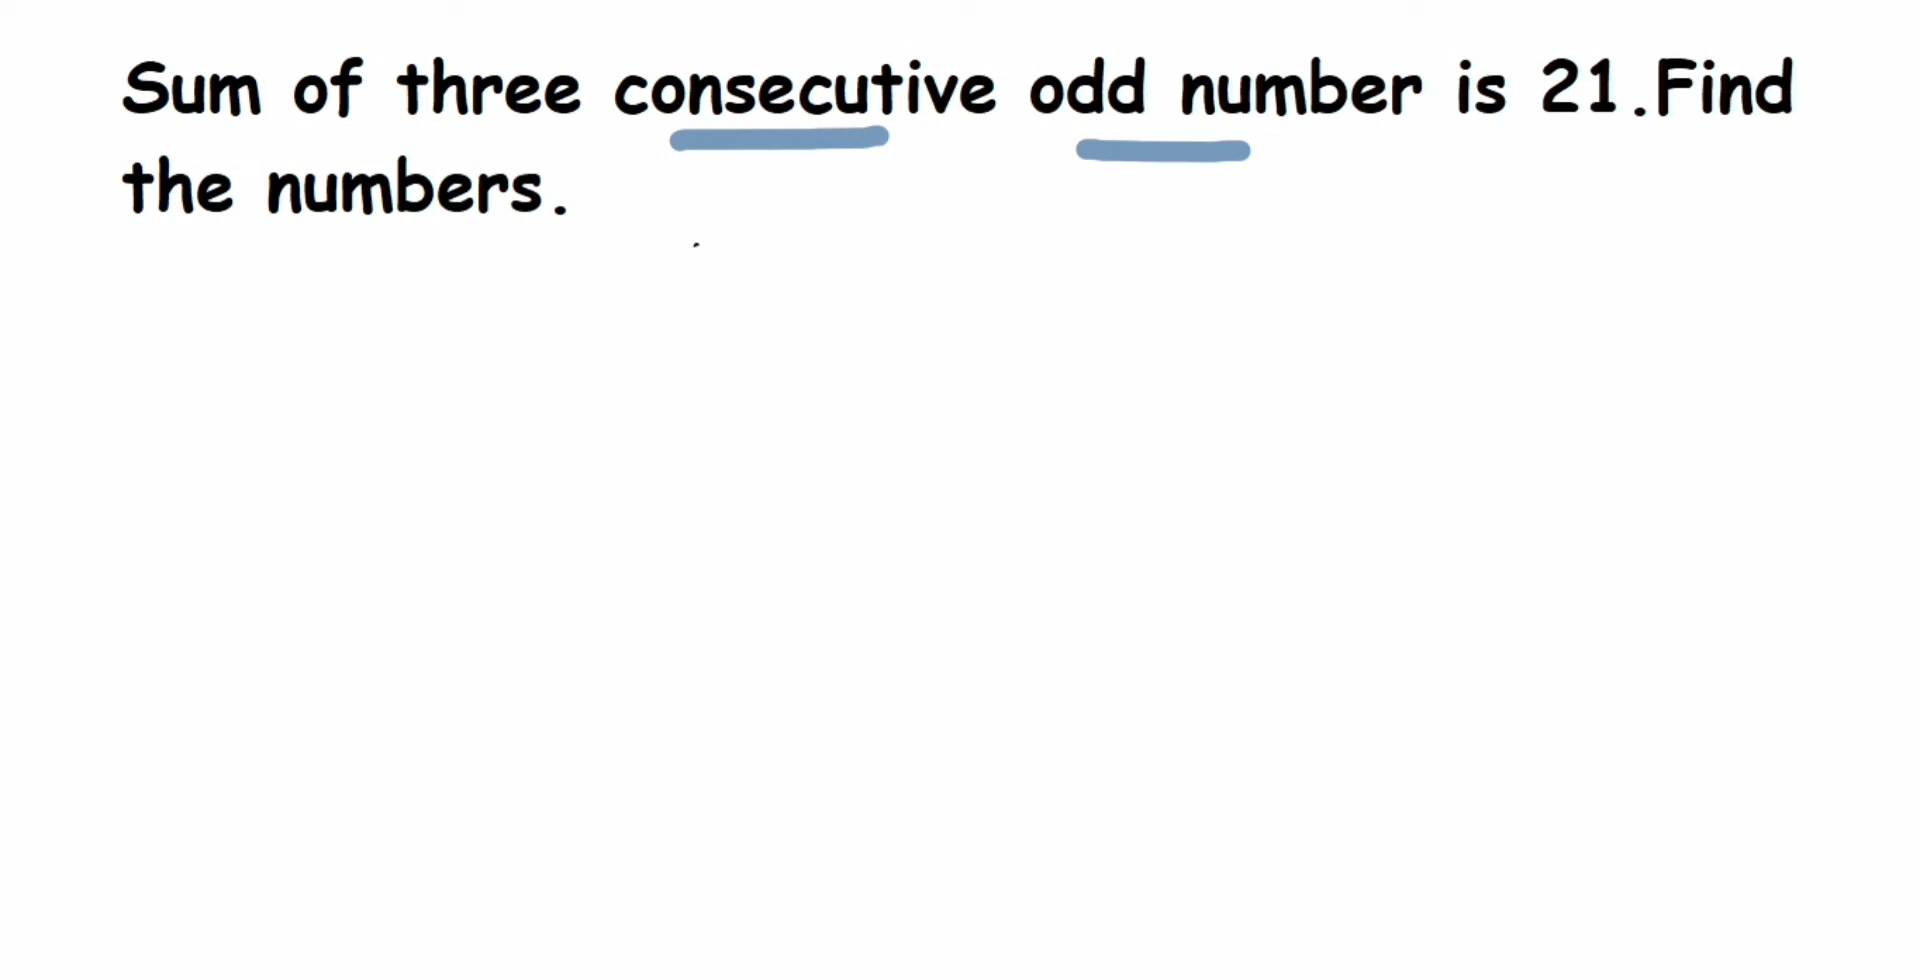 Sum of three consecutive odd number is 21.Find
the numbers.